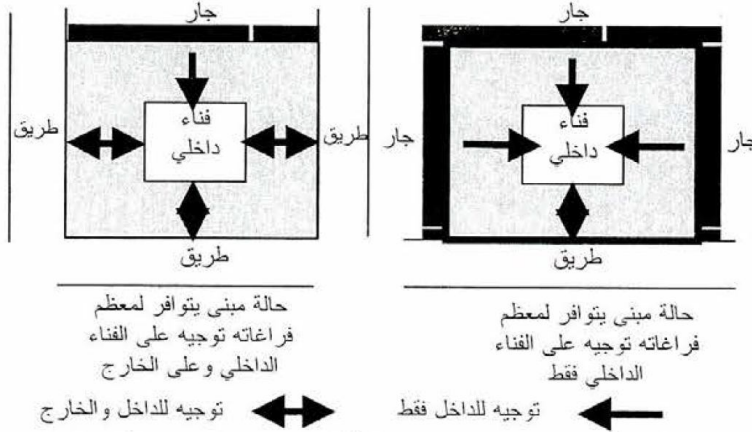 جار
جار
فناء
داخلي
طريق
طريق
طريق
فناء
داخلي
جار
جار
طريق
حالة مبنى يتوافر لمعظم
فراغاته توجيه على الفناء
الداخلي فقط
حالة مبنى يتوافر لمعظم
فراغاته توجيه على الفناء
الداخلي وعلى الخارج
توجيه للداخل فقط
توجيه للداخل والخارج